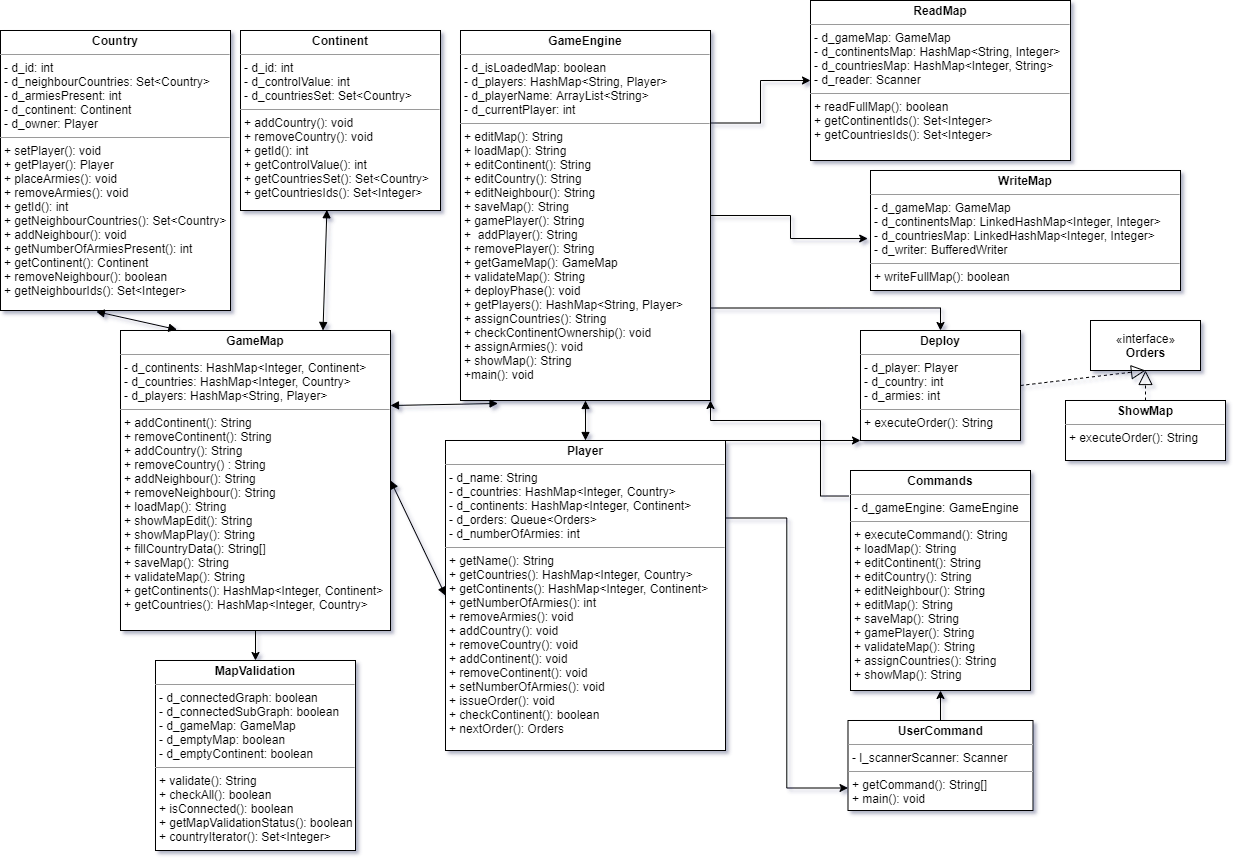 Country
- d_id: int
- d_neighbourCountries: Set<Country>
- d_armiesPresent: int
- d_continent: Continent
- d_owner: Player
+ setPlayer(): void
+ getPlayer(): Player
+ placeArmies(): void
+ removeArmies(): void
+ getId(): int
+ getNeighbourCountries(): Set<Country>
+ addNeighbour(): void
+ getNumberOfArmiesPresent(): int
+ getContinent(): Continent
+ removeNeighbour(): boolean
+ getNeighbourIds(): Set<Integer>
Continent
- d_id: int
- d_controlValue: int
- d_countriesSet: Set<Country>
+ addCountry(): void
+ removeCountry(): void
+ getId(): int
+ getControlValue(): int
+ getCountriesSet(): Set<Country>
+ getCountriesIds(): Set<Integer>
GameEngine
- d_isLoadedMap: boolean
- d_players: HashMap<String, Player>
- d_playerName: ArrayList<String>
- d_currentPlayer: int
+ editMap(): String
+ loadMap(): String
+ editContinent(): String
+ editCountry(): String
+ editNeighbour(): String
+ saveMap(): String
+ gamePlayer(): String
+ addPlayer(): String
+ removePlayer(): String
+ getGameMap(): GameMap
+ validateMap(): String
+ deployPhase(): void
+ getPlayers(): HashMap<String, Player>
+ assignCountries(): String
+ checkContinentOwnership(): void
+ assignArmies(): void
+ showMap(): String
+main(): void
ReadMap
- d_gameMap: GameMap
- d_continentsMap: HashMap<String, Integer>
- d_countriesMap: HashMap<Integer, String>
- d_reader: Scanner
+ readFullMap(): boolean
+ getContinentIds(): Set<Integer>
+ getCountriesIds(): Set<Integer>
WriteMap
- d_gameMap: GameMap
- d_continentsMap: LinkedHashMap<Integer, Integer>
- d_countriesMap: LinkedHashMap<Integer, Integer>
- d_writer: BufferedWriter
+ writeFullMap(): boolean
GameMap
- d_continents: HashMap<Integer, Continent>
- d_countries: HashMap<Integer, Country>
- d_players: HashMap<String, Player>
+ addContinent(): String
+ removeContinent(): String
+ addCountry(): String
+ removeCountry() : String
+ addNeighbour(): String
+ removeNeighbour(): String
+ loadMap(): String
+ showMapEdit(): String
+ showMapPlay(): String
+ fillCountryData(): String[]
+ saveMap(): String
+ validateMap(): String
+ getContinents(): HashMap<Integer, Continent>
+ getCountries(): HashMap<Integer, Country>
Deploy
- d_player: Player
- d_country: int
- d_armies: int
+ executeOrder(): String
«interface»
Orders
ShowMap
+ executeOrder(): String
Player
- d_name: String
- d_countries: HashMap<Integer, Country>
- d_continents: HashMap<Integer, Continent>
- d_orders: Queue<Orders>
- d_numberOfArmies: int
+ getName(): String
+ getCountries(): HashMap<Integer, Country>
+ getContinents(): HashMap<Integer, Continent>
+ getNumberOfArmies(): int
+ removeArmies(): void
+ addCountry(): void
+ removeCountry(): void
+ addContinent(): void
+ removeContinent(): void
+ setNumberOfArmies(): void
+ issueOrder(): void
+ checkContinent(): boolean
+ nextOrder(): Orders
Commands
- d_gameEngine: GameEngine
+ executeCommand(): String
+ loadMap(): String
+ editContinent(): String
+ editCountry(): String
+ editNeighbour(): String
+ editMap(): String
+ saveMap(): String
+ gamePlayer(): String
+ validateMap(): String
+ assignCountries(): String
+ showMap(): String
MapValidation
- d_connectedGraph: boolean
- d_connectedSubGraph: boolean
- d_gameMap: GameMap
- d_emptyMap: boolean
- d_emptyContinent: boolean
+ validate(): String
+ checkAll(): boolean
+ isConnected(): boolean
+ getMapValidationStatus(): boolean
+ countryIterator(): Set<Integer>
UserCommand
- l_scannerScanner: Scanner
+ getCommand(): String[]
+ main(): void